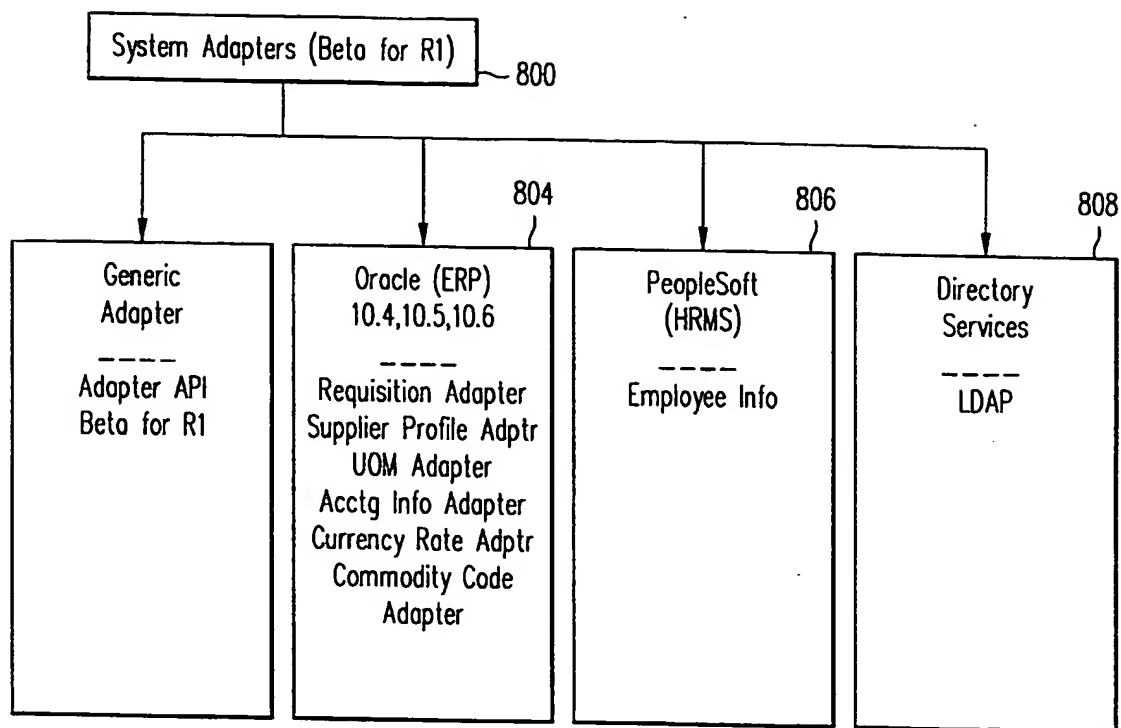 System Adapters (Beta for R1)
800
804
806
808
Generic
Adapter
Adapter API
Beta for R1
Oracle (ERP)
10.4,10.5,10.6
Requisition Adapter
Supplier Profile Adptr
UOM Adapter
Acctg Info Adapter
Currency Rate Adptr
Commodity Code
Adapter
PeopleSoft
(HRMS)
Employee Info
Directory
Services
LDAP